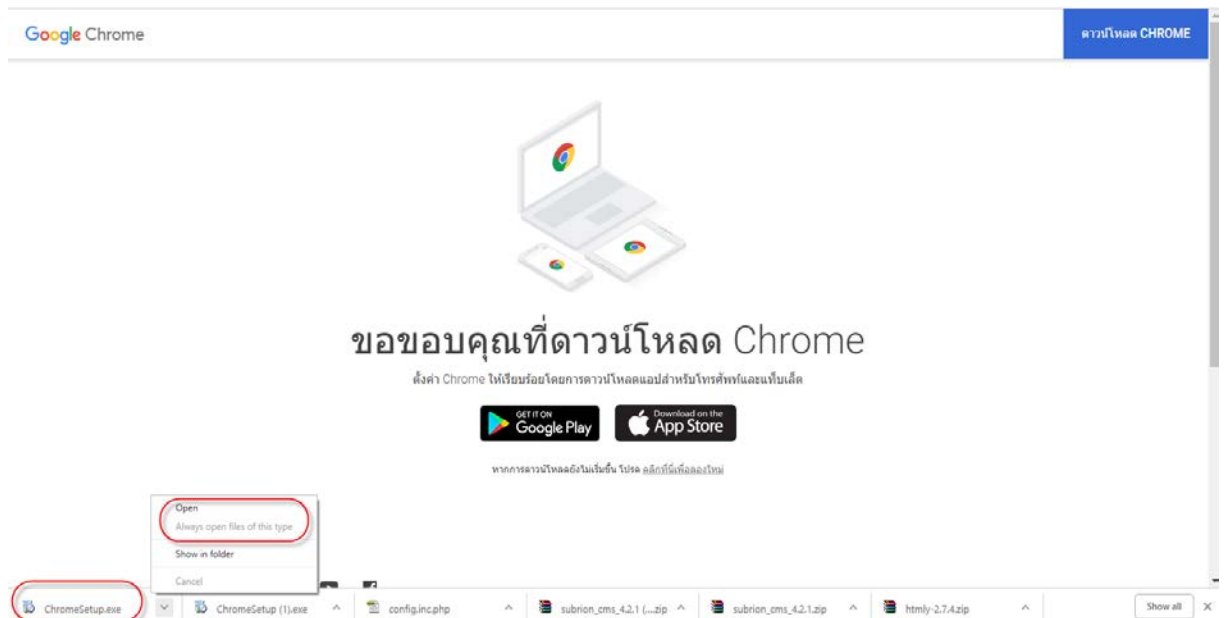 Google Chrome
ดาวน์โหลด CHROME
ขอขอบคุณที่ดาวน์โหลด Chrome
ตั้งค่า Chrome ให้เรียบร้อยโดยการดาวน์โหลดแอปสำหรับโทรศัพท์และแท็บเล็ต
GET IT ON
Google Play
Download on the
App Store
หากการดาวน์โหลดยังไม่เริ่มขึ้น โปรด คลิกที่นี่เพื่อลองใหม่
Open
Always open files of this type
Show in folder
Cancel
ChromeSetup.exe
ChromeSetup (1).exe
config.inc.php
subrion_cms_4.2.1 (....zip
subrion_cms_4.2.1.zip
htmly-2.7.4.zip
Show all